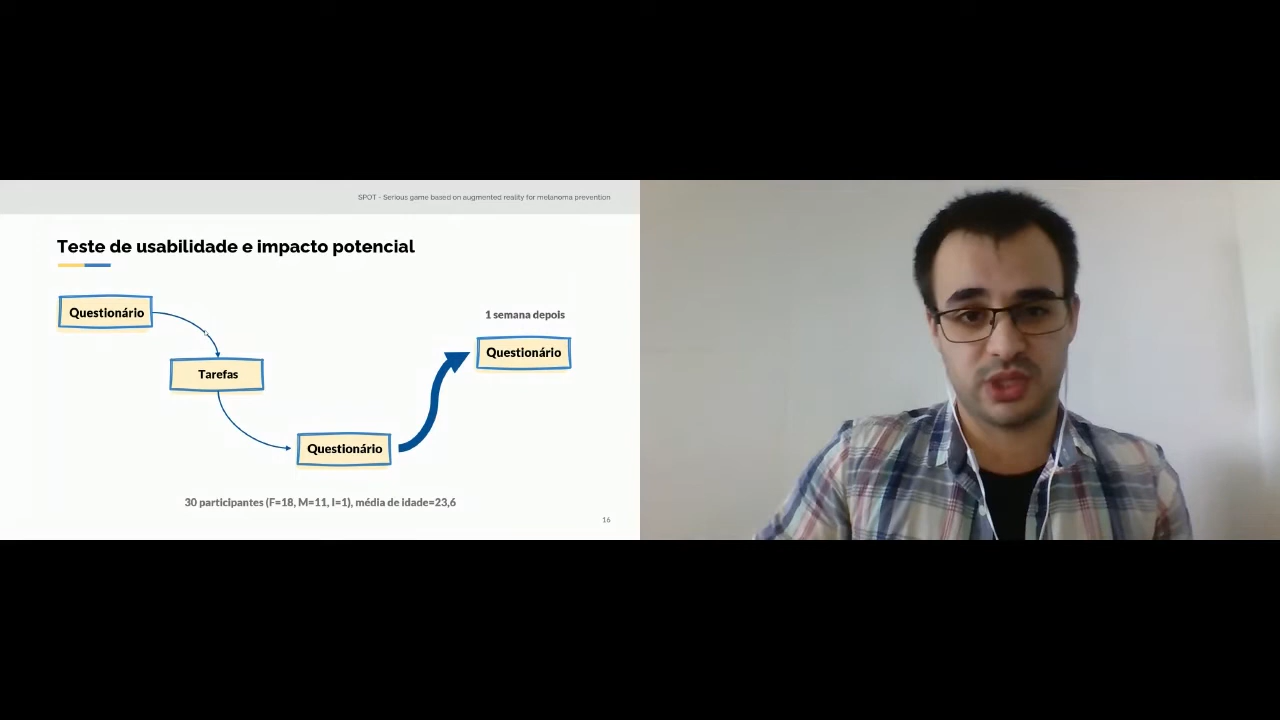 SPOT - Serious game based on augmented reality for melanoma prevention
Teste de usabilidade e impacto potencial
Questionário
1 semana depois
Questionário
Tarefas
Questionário
30 participantes (F=18, M=11, I=1), média de idade=23,6
16